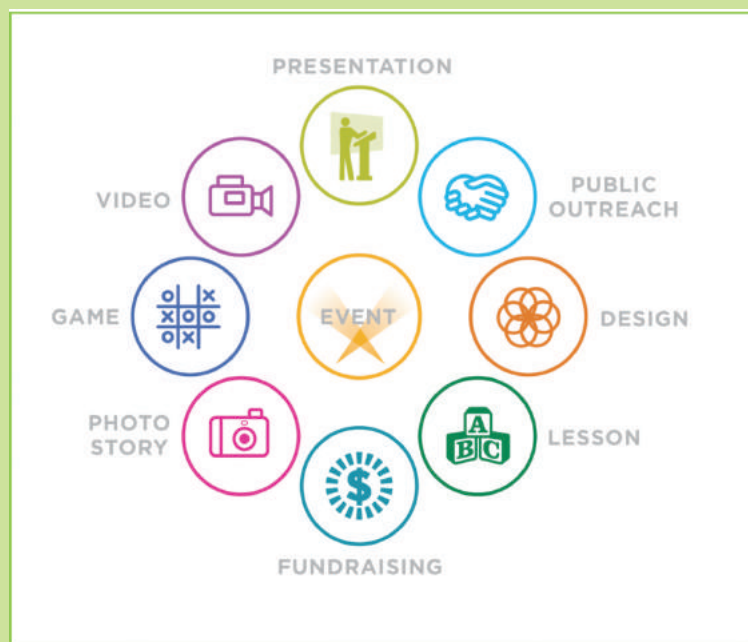 PRESENTATION
VIDEO
PUBLIC
OUTREACH
GAME
X O X
X O O
O X
EVENT
DESIGN
PHOTO
STORY
A
B C
LESSON
$
FUNDRAISING